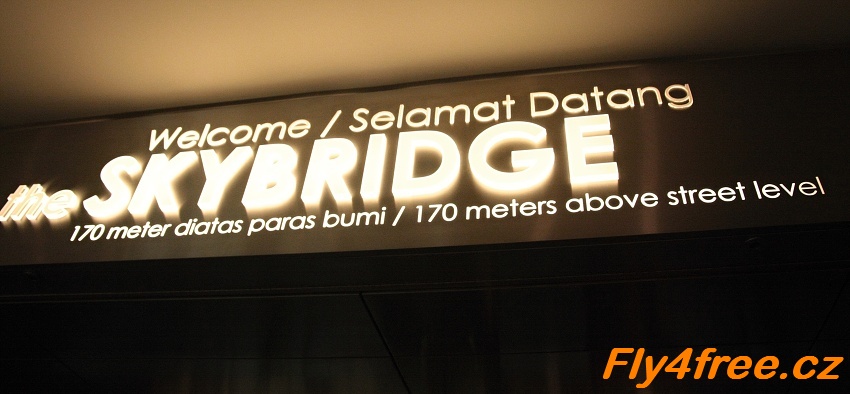 Welcome / Selamat Datang
the SKYBRIDGE
170 meter diatas paras bumi / 170 meters above street level
Fly4free.cz